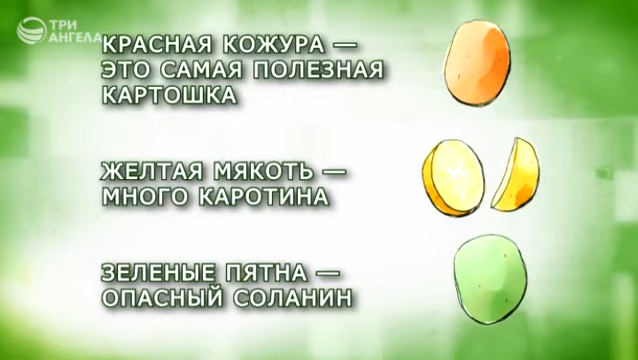 ТРИ
АНГЕЛА
КРАСНАЯ КОЖУРА —
ЭТО САМАЯ ПОЛЕЗНАЯ
КАРТОШКА
ЖЕЛТАЯ МЯКОТЬ —
МНОГО КАРОТИНА
ЗЕЛЕНЫЕ ПЯТНА —
ОПАСНЫЙ СОЛАНИН